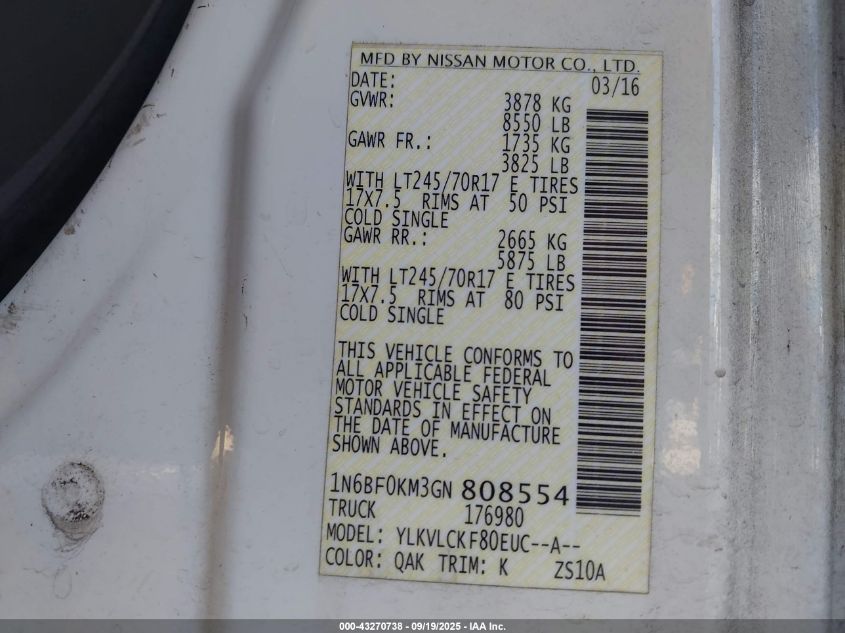 MFD BY NISSAN MOTOR CO., LTD.
DATE: 03/16
GVWR: 3878 KG
8550 LB
GAWR FR.: 1735 KG
3825 LB
WITH LT245/70R17 E TIRES
17X7.5 RIMS AT 50 PSI
COLD SINGLE
GAWR RR.: 2665 KG
5875 LB
WITH LT245/70R17 E TIRES
17X7.5 RIMS AT 80 PSI
COLD SINGLE
THIS VEHICLE CONFORMS TO
ALL APPLICABLE FEDERAL
MOTOR VEHICLE SAFETY
STANDARDS IN EFFECT ON
THE DATE OF MANUFACTURE
SHOWN ABOVE.
1N6BF0KM3GN 808554
TRUCK 176980
MODEL: YLKVLCKF80EUC--A--
COLOR: QAK TRIM: K ZS10A
000-43270738 - 09/19/2025 - IAA Inc.